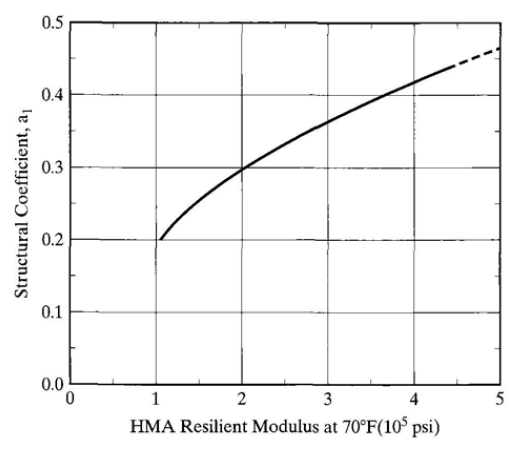 0.5
0.4
0.3
0.2
0.1
0.0
Structural Coefficient, a₁
0 1 2 3 4 5
HMA Resilient Modulus at 70°F(10⁵ psi)